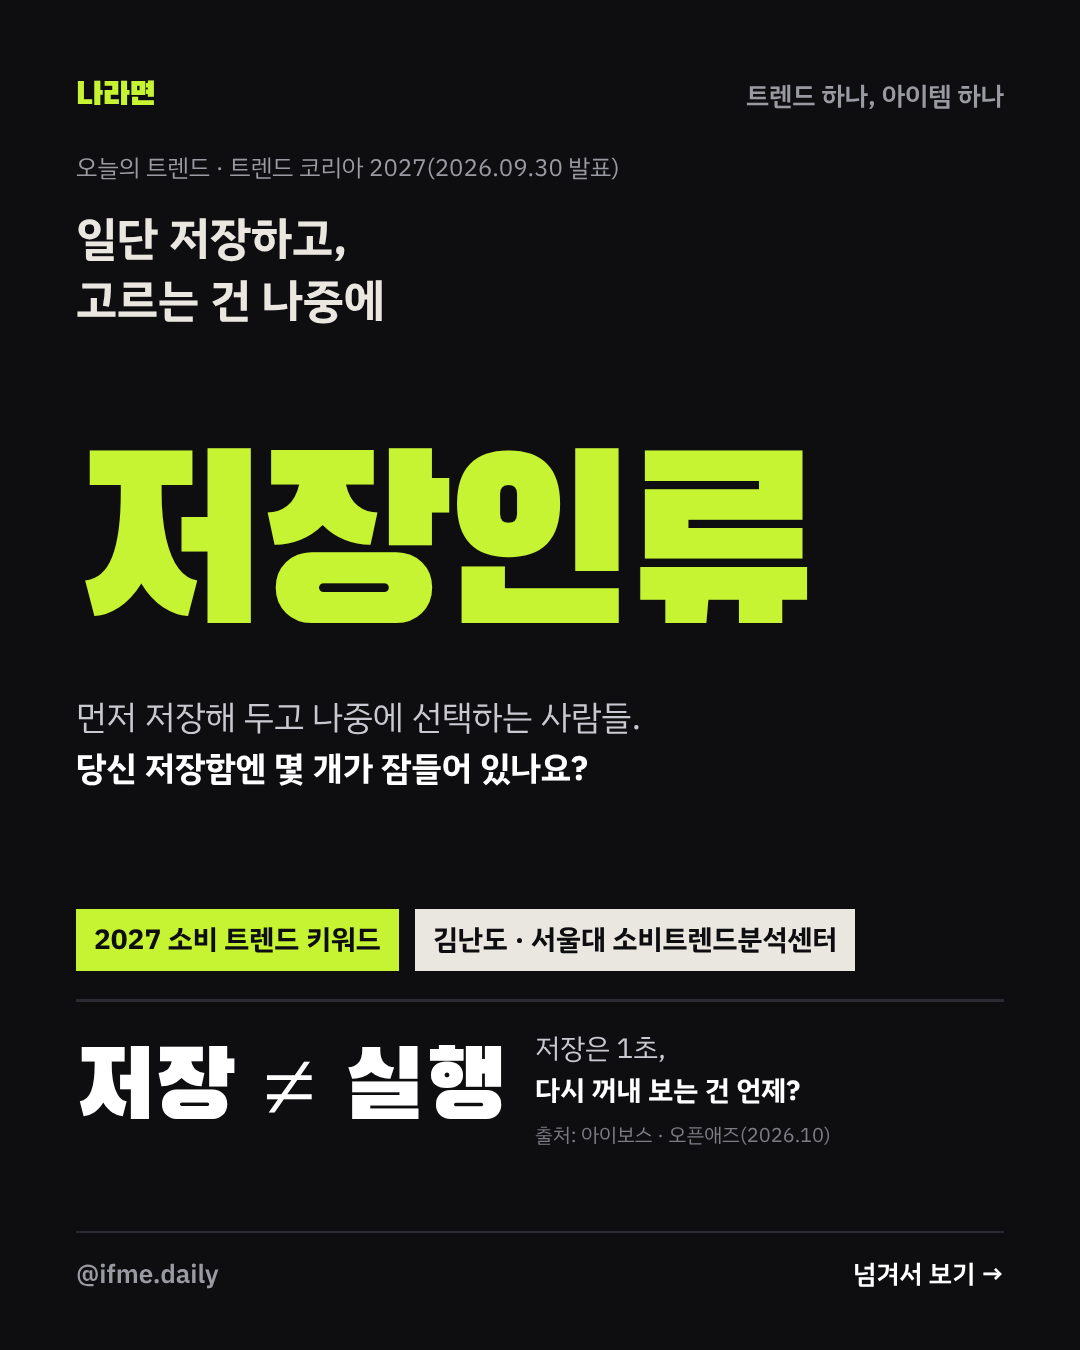 나라면
트렌드 하나, 아이템 하나
오늘의 트렌드 · 트렌드 코리아 2027(2026.09.30 발표)
일단 저장하고,
고르는 건 나중에
저장인류
먼저 저장해 두고 나중에 선택하는 사람들.
당신 저장함엔 몇 개가 잠들어 있나요?
2027 소비 트렌드 키워드
김난도 · 서울대 소비트렌드분석센터
저장 ≠ 실행
저장은 1초,
다시 꺼내 보는 건 언제?
출처: 아이보스 · 오픈애즈(2026.10)
@ifme.daily
넘겨서 보기 →